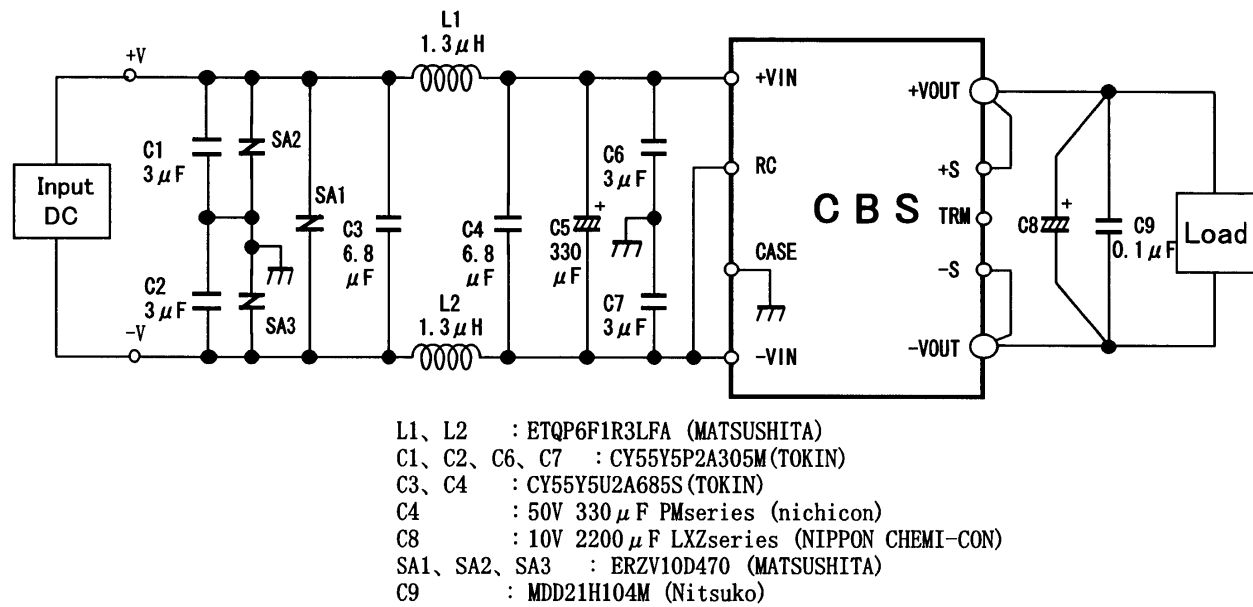 L1
1.3μH
+V
+VIN
+VOUT
C1
3μF
SA2
C6
3μF
RC
+S
Input
DC
SA1
C3
6.8
μF
C4
6.8
μF
C5
330
μF
+
CBS
TRM
C8
+
C9
0.1μF
Load
CASE
-S
C2
3μF
SA3
L2
1.3μH
C7
3μF
-V
-VIN
-VOUT
L1、L2 :ETQP6F1R3LFA (MATSUSHITA)
C1、C2、C6、C7 :CY55Y5P2A305M(TOKIN)
C3、C4 :CY55Y5U2A685S(TOKIN)
C4 :50V 330μF PMseries (nichicon)
C8 :10V 2200μF LXZseries (NIPPON CHEMI-CON)
SA1、SA2、SA3 : ERZV10D470 (MATSUSHITA)
C9 : MDD21H104M (Nitsuko)